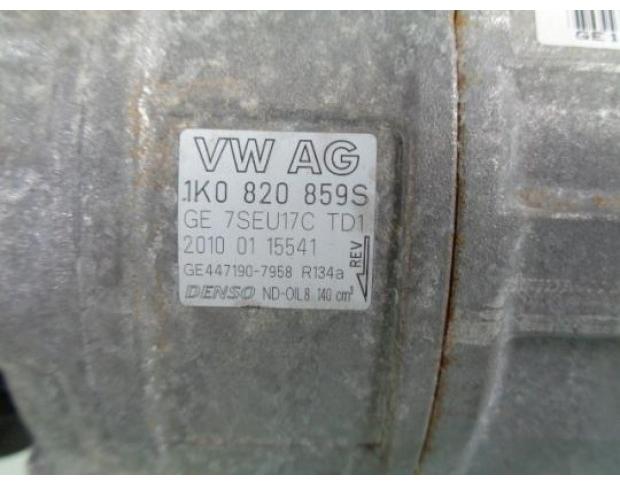 VW AG
1K0 820 859S
GE 7SEU17C TD1
2010 01 15541
GE447190-7958 R134a
REV
DENSO ND-OIL8 140 cm³